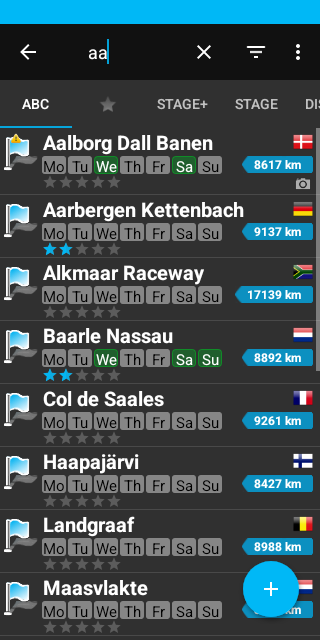 aa
ABC STAGE+ STAGE
Aalborg Dall Banen
Mo Tu We Th Fr Sa Su 8617 km
Aarbergen Kettenbach
Mo Tu We Th Fr Sa Su 9137 km
Alkmaar Raceway
Mo Tu We Th Fr Sa Su 17139 km
Baarle Nassau
Mo Tu We Th Fr Sa Su 8892 km
Col de Saales
Mo Tu We Th Fr Sa Su 9261 km
Haapajärvi
Mo Tu We Th Fr Sa Su 8427 km
Landgraaf
Mo Tu We Th Fr Sa Su 8988 km
Maasvlakte
Mo Tu We Th Fr Sa Su